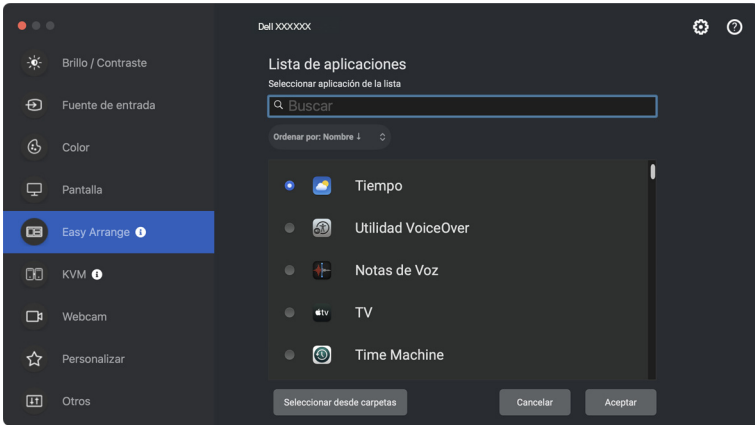 Dell XXXXXX
Brillo / Contraste
Fuente de entrada
Color
Pantalla
Easy Arrange
KVM
Webcam
Personalizar
Otros
Lista de aplicaciones
Seleccionar aplicación de la lista
Buscar
Ordenar por: Nombre ↓
Tiempo
Utilidad VoiceOver
Notas de Voz
tv
TV
Time Machine
Seleccionar desde carpetas
Cancelar
Aceptar